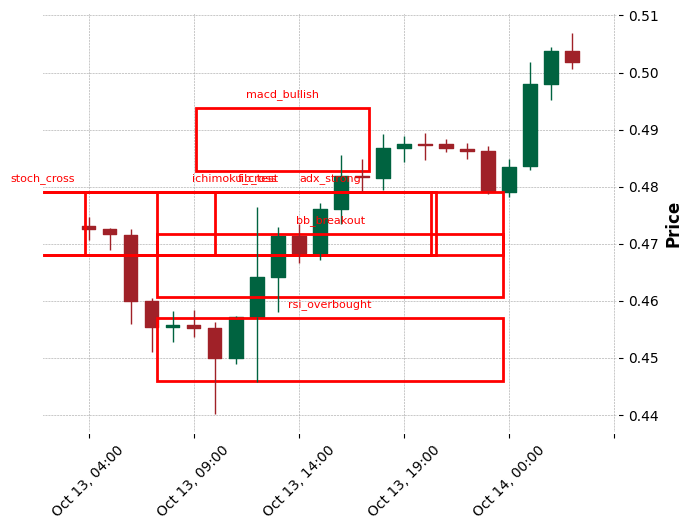 0.51
0.50
macd_bullish
0.49
stoch_cross
adx_strong
0.48
bb_breakout
0.47
Price
0.46
rsi_overbought
0.45
0.44
Oct 13, 04:00
Oct 13, 09:00
Oct 13, 14:00
Oct 13, 19:00
Oct 14, 00:00